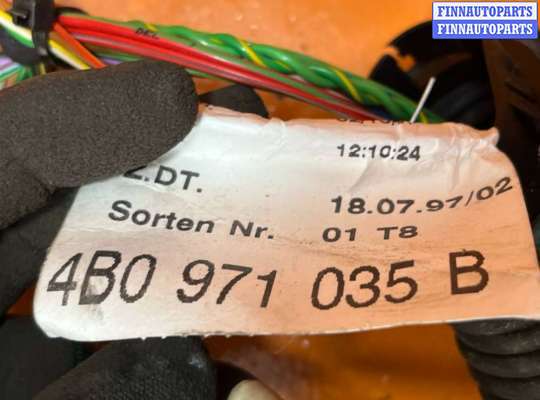 FINNAUTOPARTS
FINNAUTOPARTS
12:10:24
Z.DT.
18.07.97/02
Sorten Nr. 01 T8
4B0 971 035 B